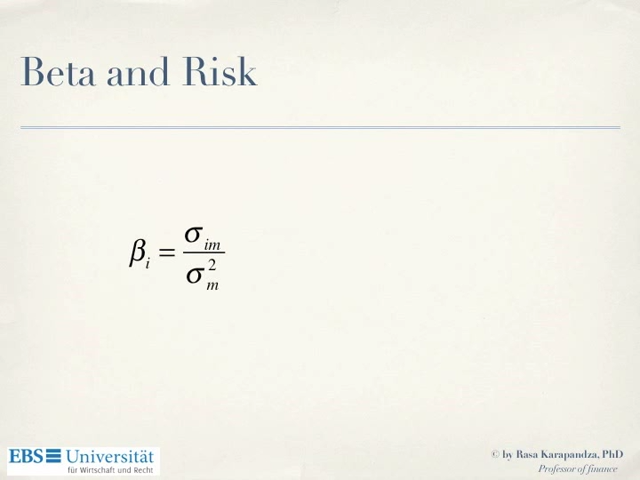 Beta and Risk
βᵢ = σᵢₘ / σₘ²
EBS Universität
für Wirtschaft und Recht
© by Rasa Karapandza, PhD
Professor of finance